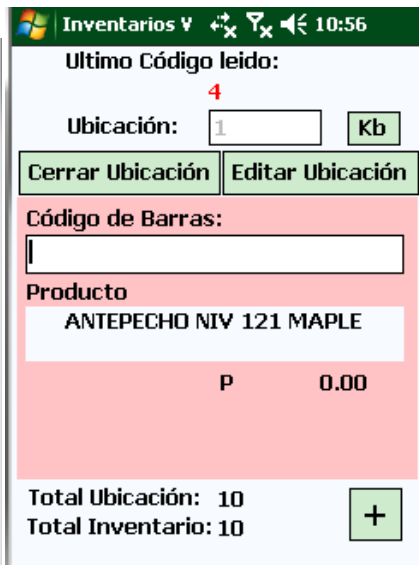 Inventarios V 10:56
Ultimo Código leido:
4
Ubicación: 1 Kb
Cerrar Ubicación Editar Ubicación
Código de Barras:
Producto
ANTEPECHO NIV 121 MAPLE
P 0.00
Total Ubicación: 10
Total Inventario: 10
+